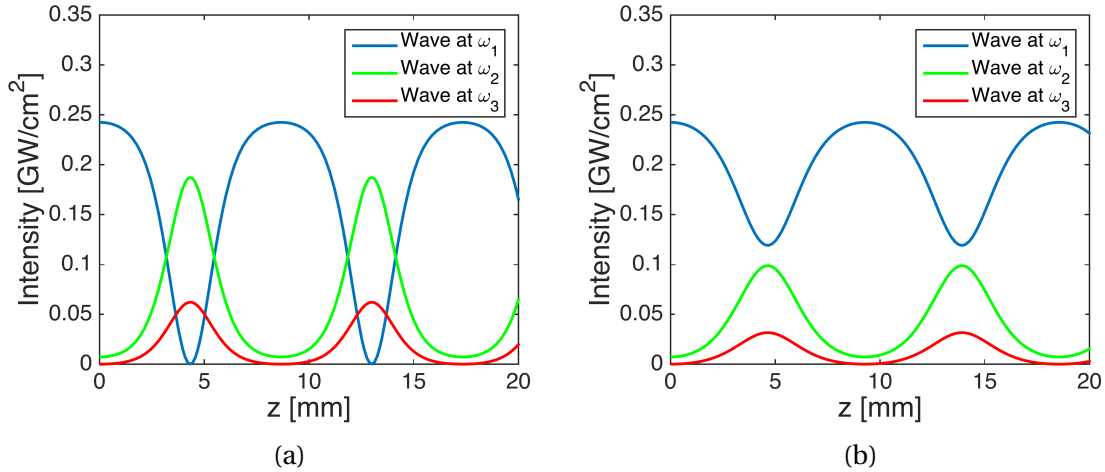 0.35
0.3
0.25
0.2
0.15
0.1
0.05
0
Intensity [GW/cm²]
Wave at ω₁
Wave at ω₂
Wave at ω₃
0 5 10 15 20
z [mm]
(a)
0.35
0.3
0.25
0.2
0.15
0.1
0.05
0
Intensity [GW/cm²]
Wave at ω₁
Wave at ω₂
Wave at ω₃
0 5 10 15 20
z [mm]
(b)